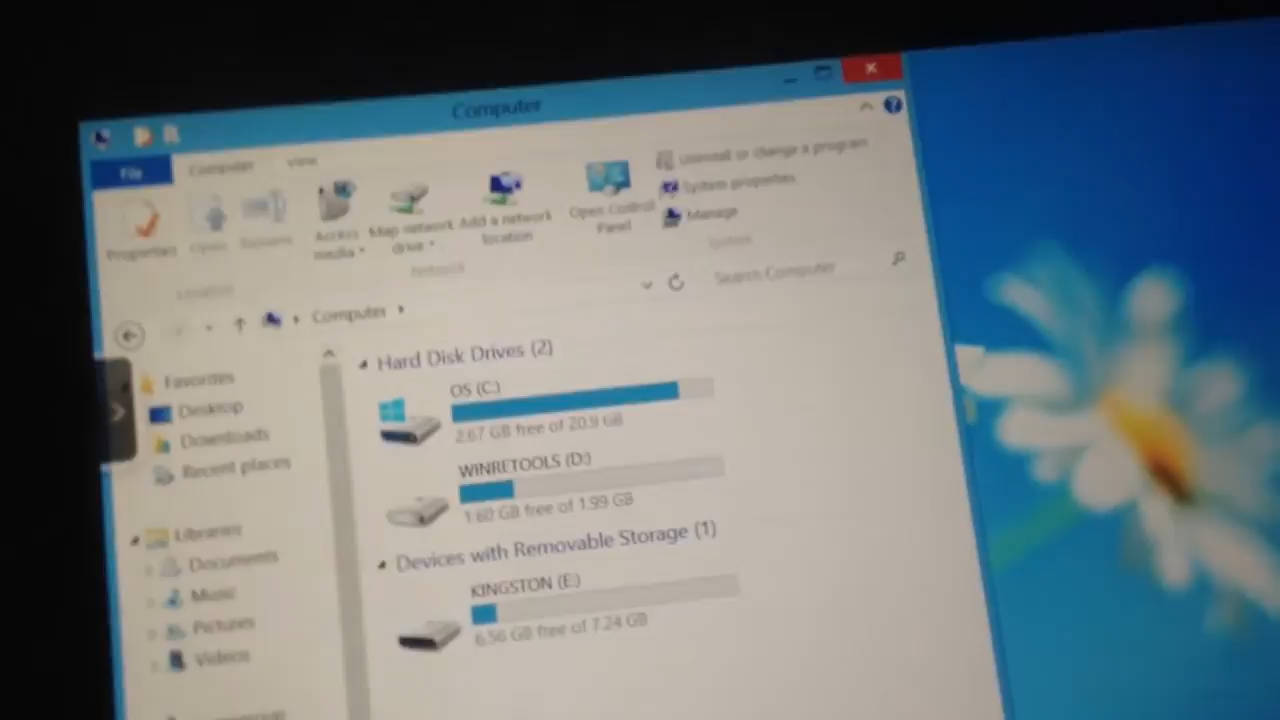 Computer
File Computer View
Properties Open Rename
Access media
Map network drive
Add a network location
Open Control Panel
Uninstall or change a program
System properties
Manage
Location
Network
System
Computer
Search Computer
Favorites
Desktop
Downloads
Recent places
Libraries
Documents
Music
Pictures
Videos
Hard Disk Drives (2)
OS (C:)
2.67 GB free of 20.9 GB
WINRETOOLS (D:)
1.60 GB free of 1.99 GB
Devices with Removable Storage (1)
KINGSTON (E:)
6.56 GB free of 7.24 GB